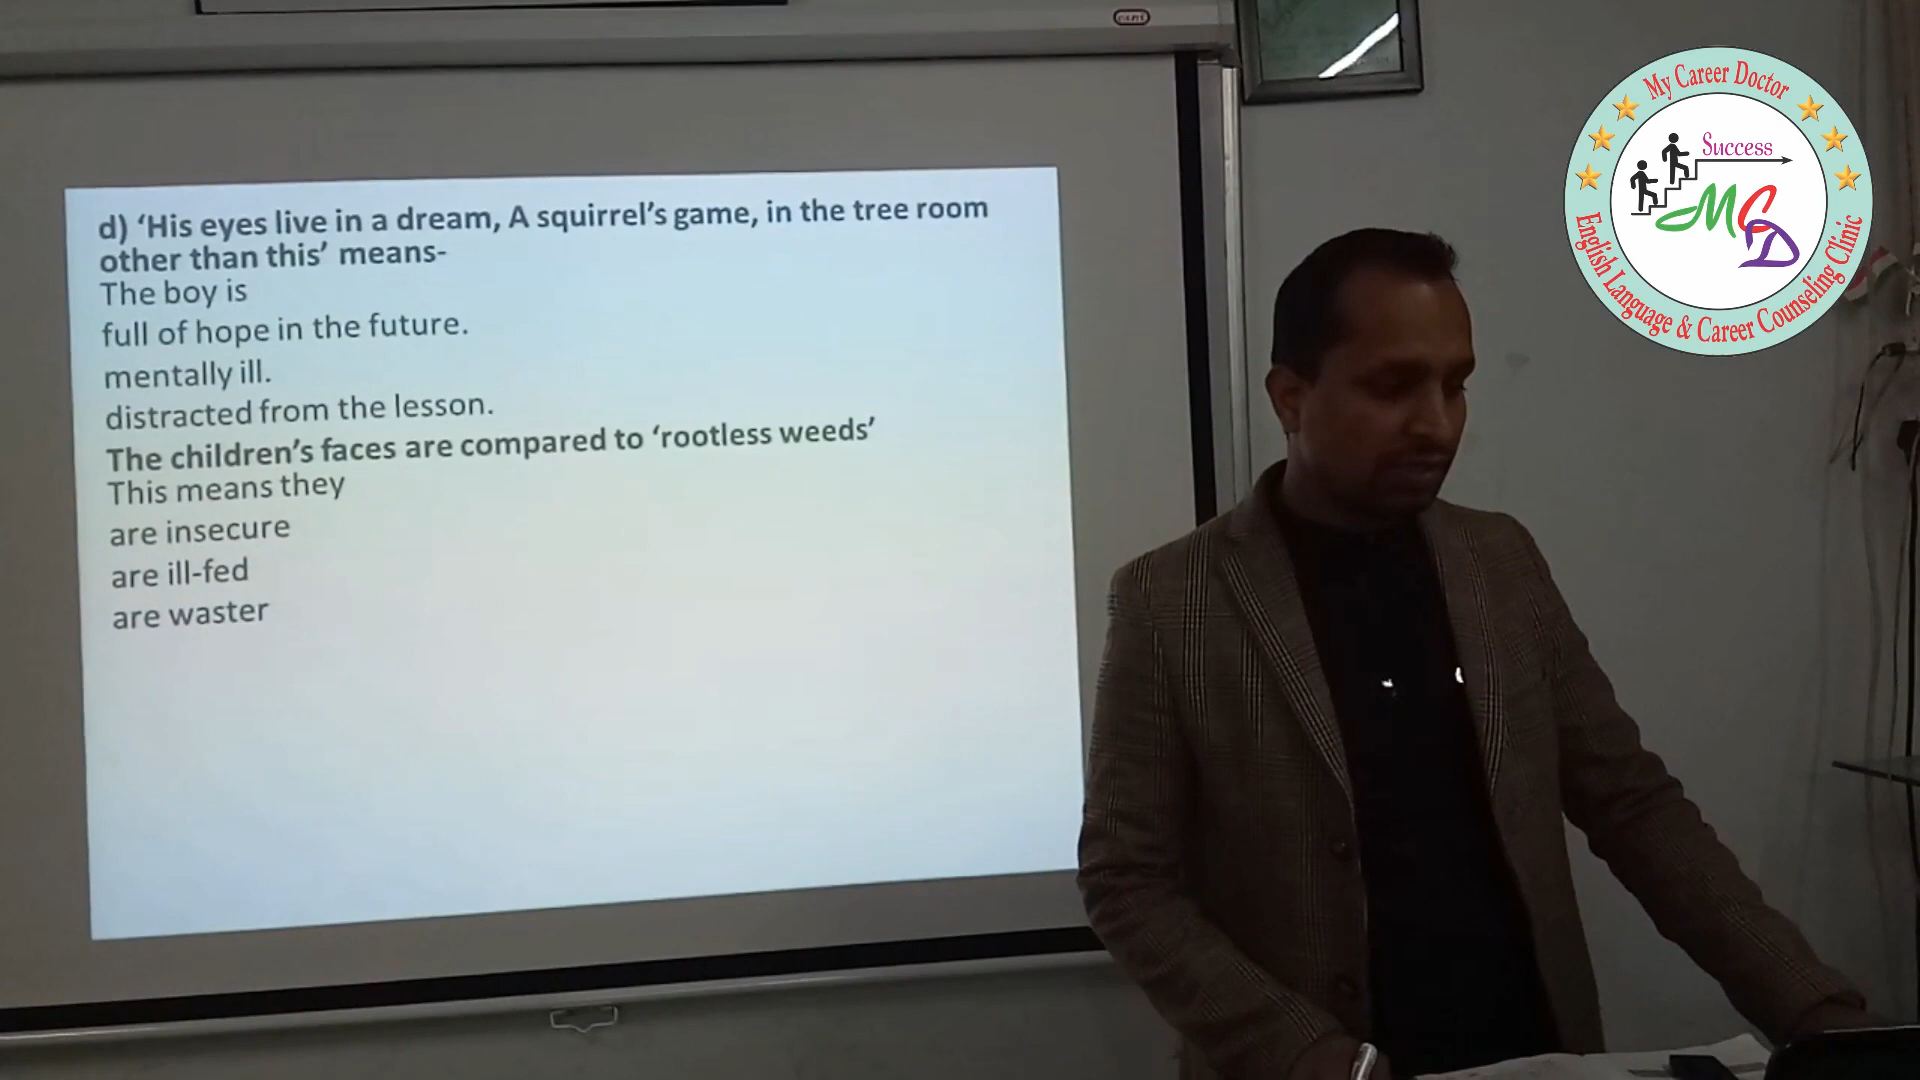 d) ‘His eyes live in a dream, A squirrel’s game, in the tree room
other than this’ means-
The boy is
full of hope in the future.
mentally ill.
distracted from the lesson.
The children’s faces are compared to ‘rootless weeds’
This means they
are insecure
are ill-fed
are waster
My Career Doctor
Success
MCD
English Language & Career Counseling Clinic